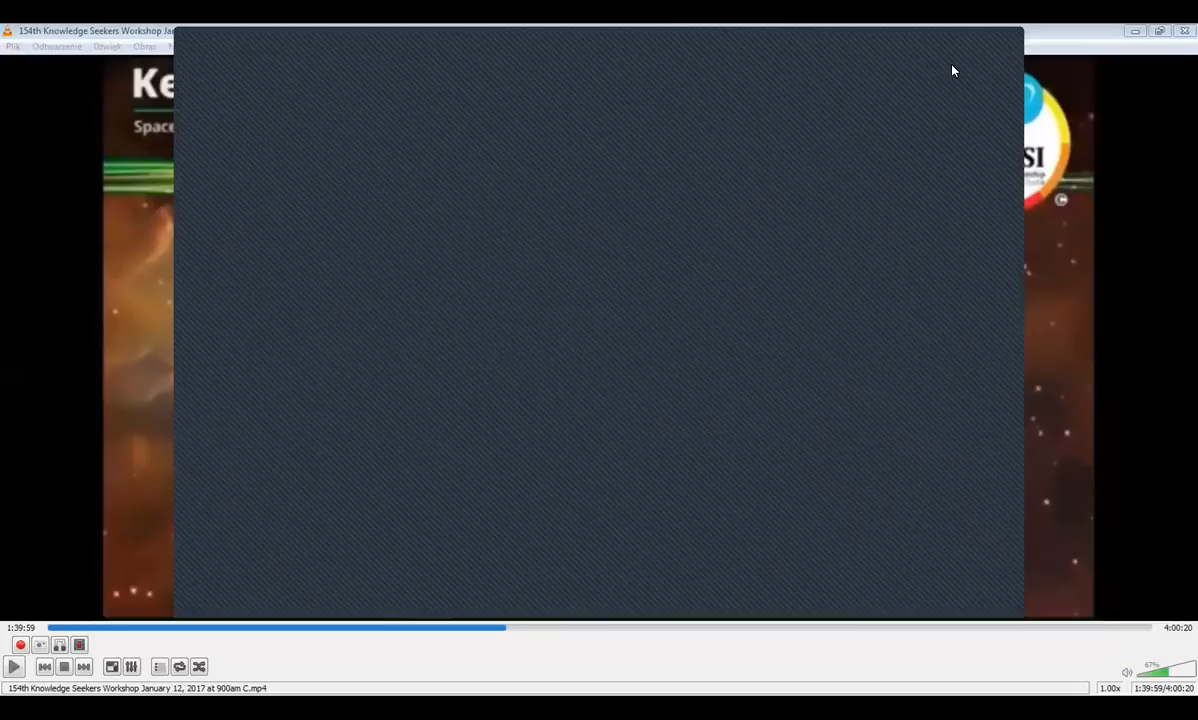 154th Knowledge Seekers Workshop Jan
Plik Odtwarzanie Dźwięk Obraz N
Ke
Space
SI
C
1:39:59
4:00:20
67%
154th Knowledge Seekers Workshop January 12, 2017 at 900am C.mp4
1.00x
1:39:59/4:00:20